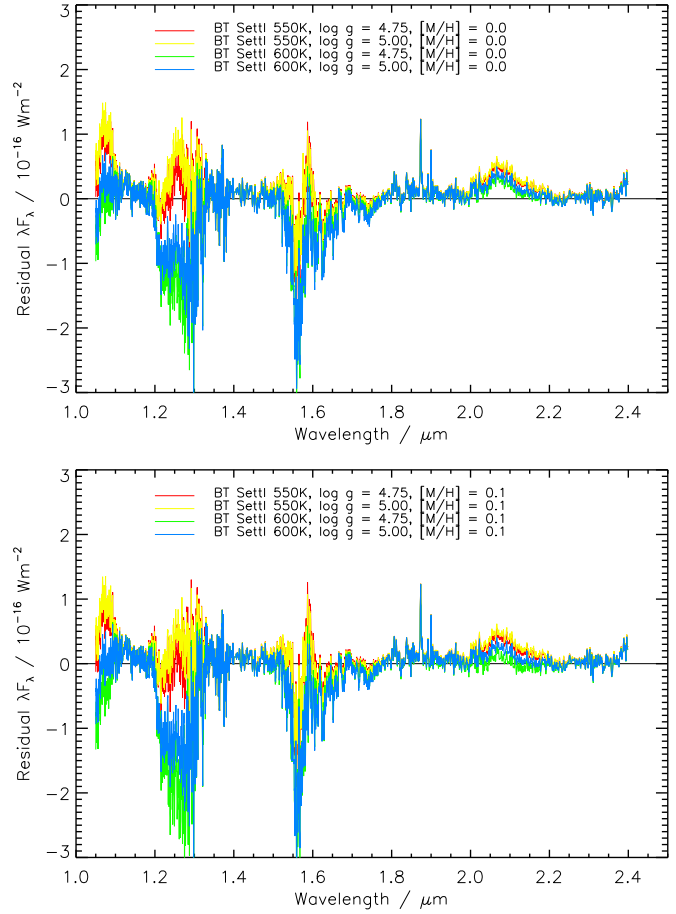 3
BT Settl 550K, log g = 4.75, [M/H] = 0.0
BT Settl 550K, log g = 5.00, [M/H] = 0.0
BT Settl 600K, log g = 4.75, [M/H] = 0.0
BT Settl 600K, log g = 5.00, [M/H] = 0.0
2
1
0
−1
−2
−3
Residual λFλ / 10⁻¹⁶ Wm⁻²
1.0 1.2 1.4 1.6 1.8 2.0 2.2 2.4
Wavelength / μm
3
BT Settl 550K, log g = 4.75, [M/H] = 0.1
BT Settl 550K, log g = 5.00, [M/H] = 0.1
BT Settl 600K, log g = 4.75, [M/H] = 0.1
BT Settl 600K, log g = 5.00, [M/H] = 0.1
2
1
0
−1
−2
−3
Residual λFλ / 10⁻¹⁶ Wm⁻²
1.0 1.2 1.4 1.6 1.8 2.0 2.2 2.4
Wavelength / μm